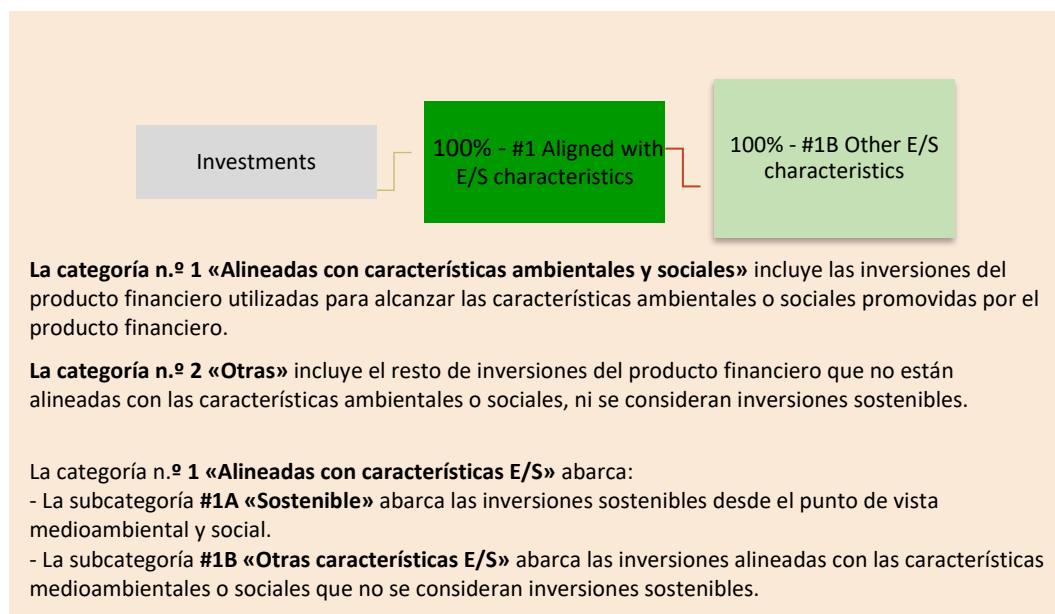 Investments
100% - #1 Aligned with
E/S characteristics
100% - #1B Other E/S
characteristics
La categoría n.º 1 «Alineadas con características ambientales y sociales» incluye las inversiones del
producto financiero utilizadas para alcanzar las características ambientales o sociales promovidas por el
producto financiero.
La categoría n.º 2 «Otras» incluye el resto de inversiones del producto financiero que no están
alineadas con las características ambientales o sociales, ni se consideran inversiones sostenibles.
La categoría n.º 1 «Alineadas con características E/S» abarca:
- La subcategoría #1A «Sostenible» abarca las inversiones sostenibles desde el punto de vista
medioambiental y social.
- La subcategoría #1B «Otras características E/S» abarca las inversiones alineadas con las características
medioambientales o sociales que no se consideran inversiones sostenibles.